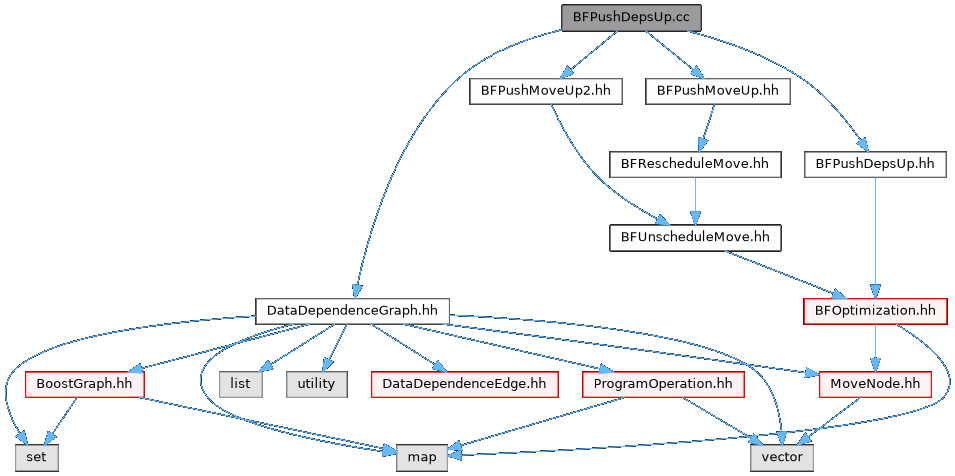 BFPushDepsUp.cc
BFPushMoveUp2.hh
BFPushMoveUp.hh
BFRescheduleMove.hh
BFPushDepsUp.hh
BFUnscheduleMove.hh
DataDependenceGraph.hh
BFOptimization.hh
BoostGraph.hh
list
utility
DataDependenceEdge.hh
ProgramOperation.hh
MoveNode.hh
set
map
vector